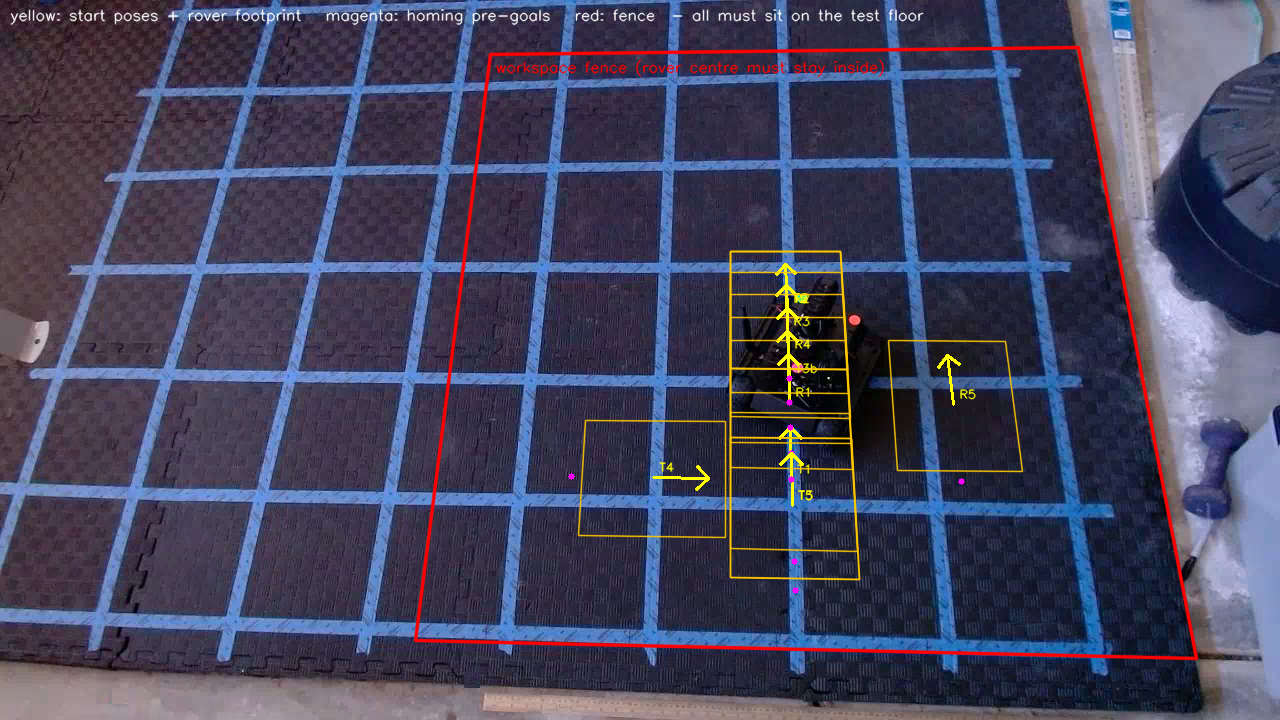 yellow: start poses + rover footprint   magenta: homing pre-goals   red: fence  - all must sit on the test floor
workspace fence (rover centre must stay inside)
R3
R4
R1
R5
T4
T1